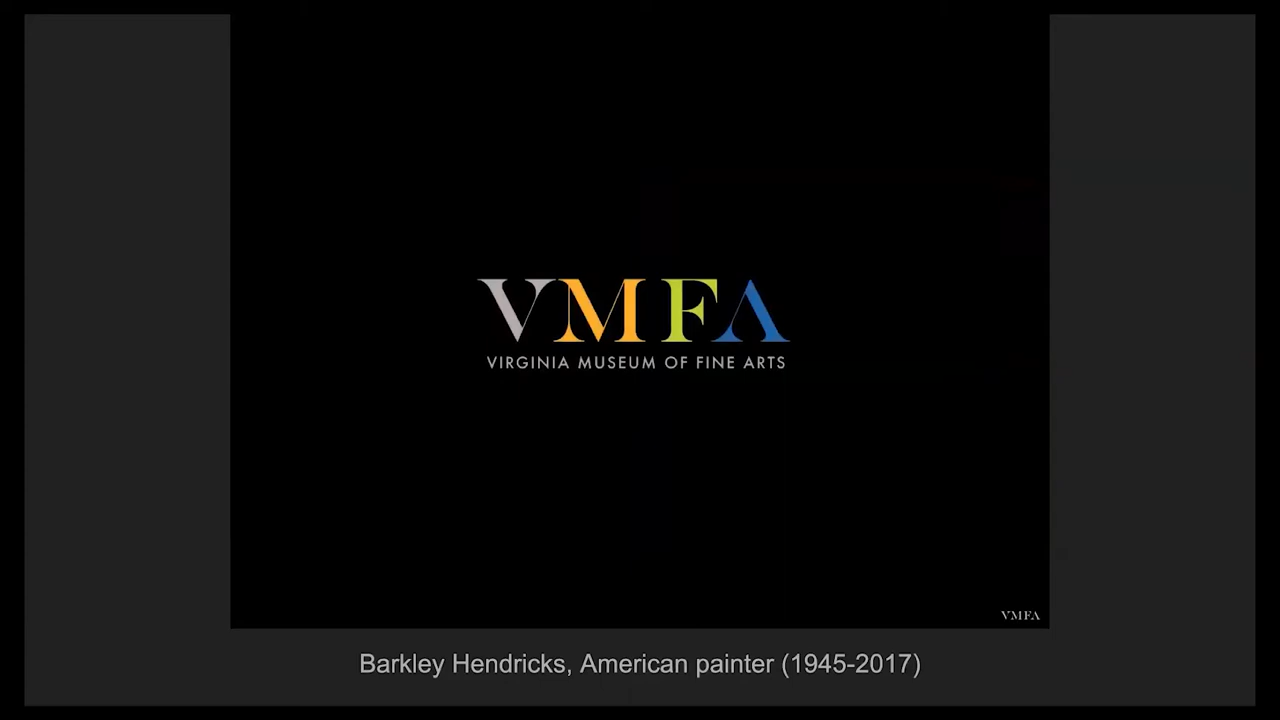 VMFA
VIRGINIA MUSEUM OF FINE ARTS
VMFA
Barkley Hendricks, American painter (1945-2017)